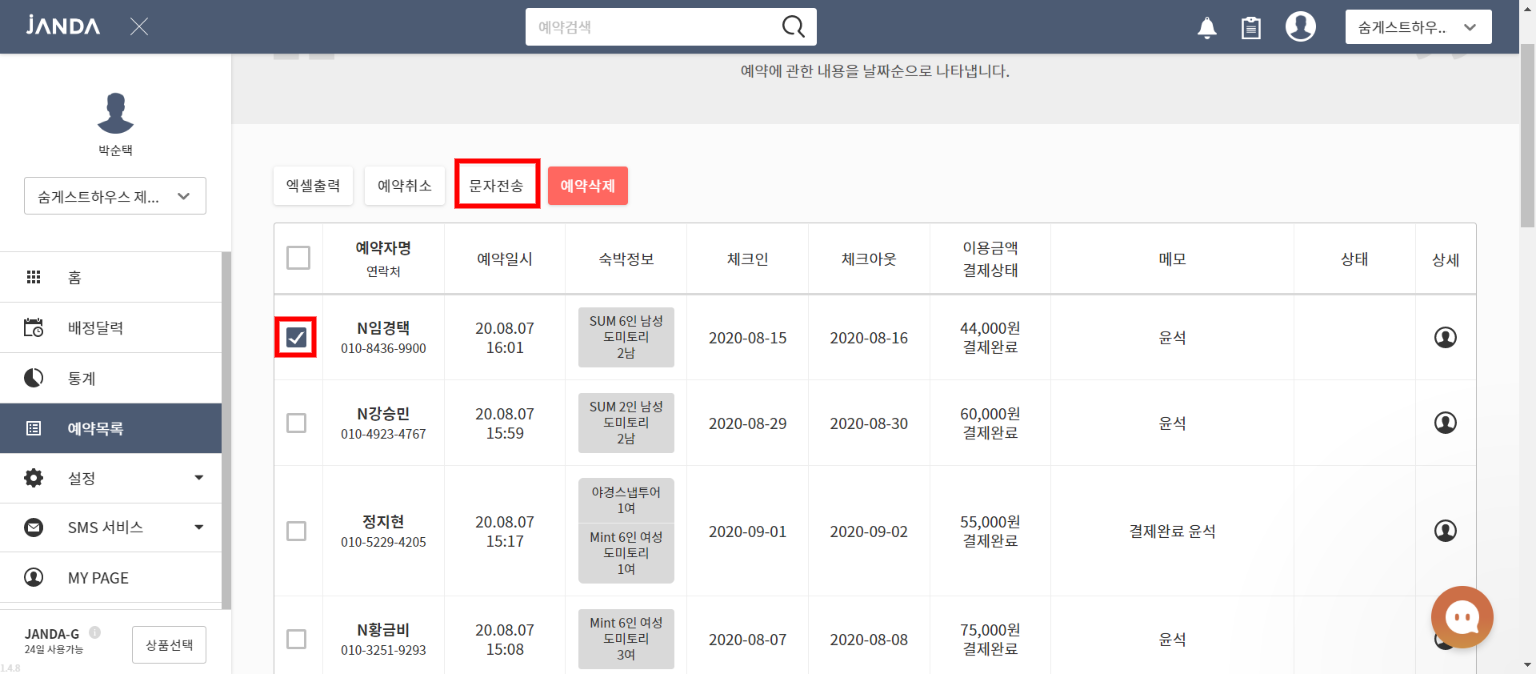 JANDA
예약검색
숨게스트하우..
예약에 관한 내용을 날짜순으로 나타냅니다.
박순택
숨게스트하우스 제...
홈
배정달력
통계
예약목록
설정
SMS 서비스
MY PAGE
JANDA-G
24일 사용가능
상품선택
1.4.8
엑셀출력 예약취소 문자전송 예약삭제
예약자명
연락처
예약일시
숙박정보
체크인
체크아웃
이용금액
결제상태
메모
상태
상세
N임경택
010-8436-9900
20.08.07
16:01
SUM 6인 남성
도미토리
2남
2020-08-15
2020-08-16
44,000원
결제완료
윤석
N강승민
010-4923-4767
20.08.07
15:59
SUM 2인 남성
도미토리
2남
2020-08-29
2020-08-30
60,000원
결제완료
윤석
정지현
010-5229-4205
20.08.07
15:17
야경스냅투어
1여
Mint 6인 여성
도미토리
1여
2020-09-01
2020-09-02
55,000원
결제완료
결제완료 윤석
N황금비
010-3251-9293
20.08.07
15:08
Mint 6인 여성
도미토리
3여
2020-08-07
2020-08-08
75,000원
결제완료
윤석